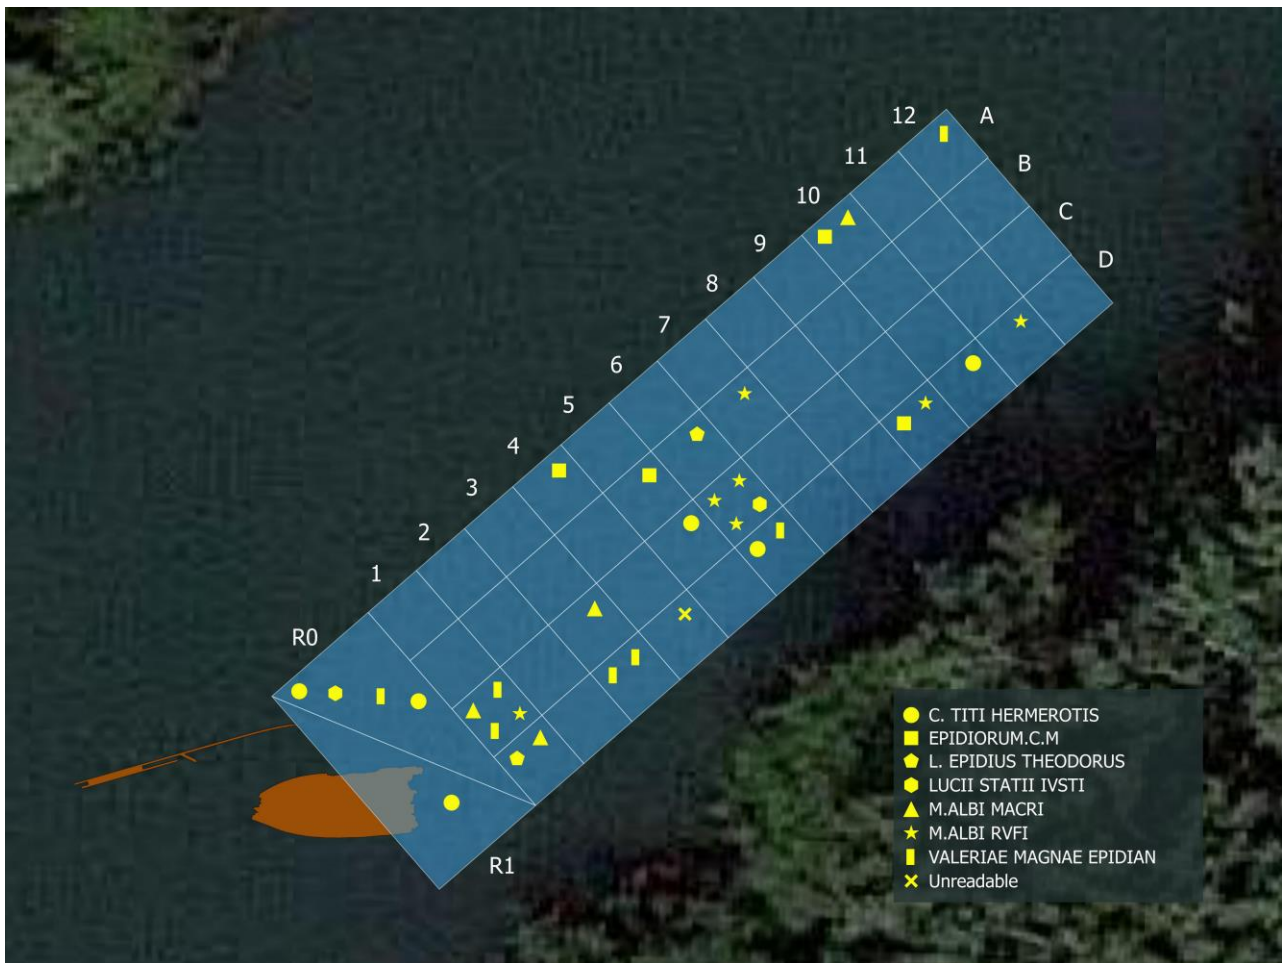 12
A
11
B
10
C
9
D
8
7
6
5
4
3
2
1
R0
R1
C. TITI HERMEROTIS
EPIDIORUM.C.M
L. EPIDIUS THEODORUS
LUCII STATII IVSTI
M.ALBI MACRI
M.ALBI RVFI
VALERIAE MAGNAE EPIDIAN
Unreadable